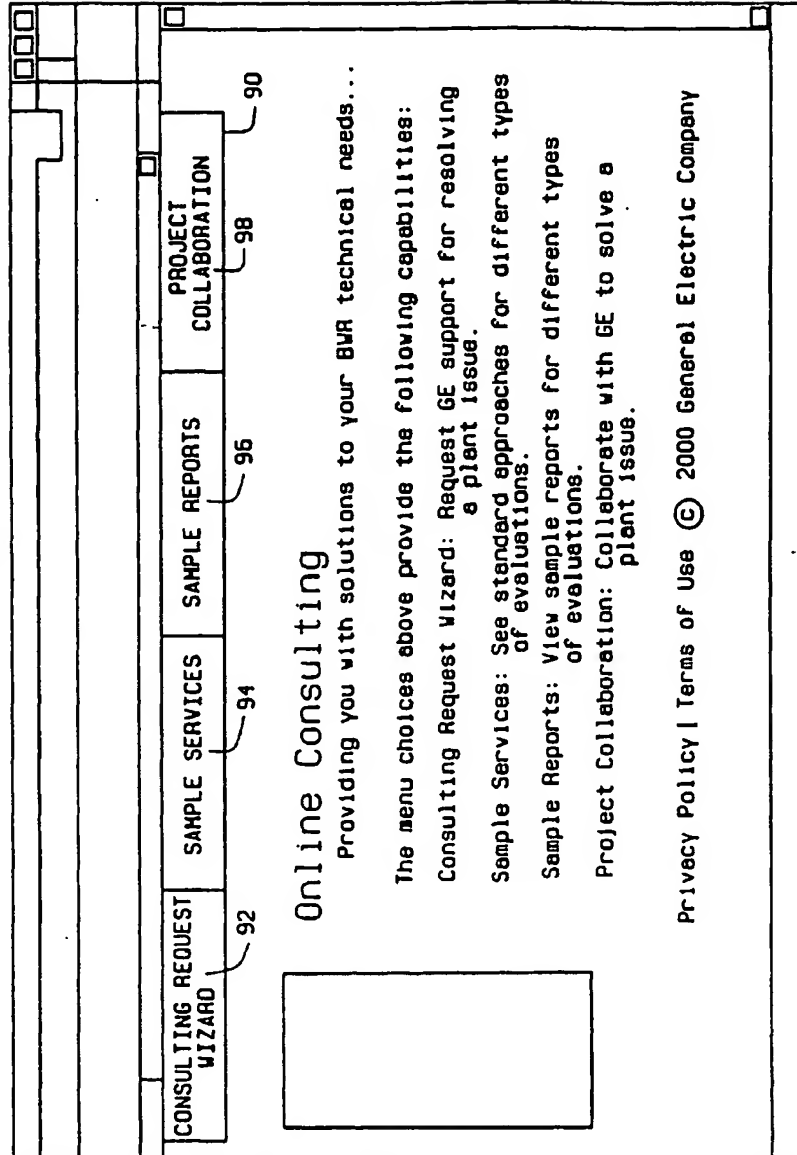 CONSULTING REQUEST
WIZARD
SAMPLE SERVICES
SAMPLE REPORTS
PROJECT
COLLABORATION
92
94
96
98
90
Online Consulting
Providing you with solutions to your BWR technical needs...
The menu choices above provide the following capabilities:
Consulting Request Wizard: Request GE support for resolving
a plant issue.
Sample Services: See standard approaches for different types
of evaluations.
Sample Reports: View sample reports for different types
of evaluations.
Project Collaboration: Collaborate with GE to solve a
plant issue.
Privacy Policy | Terms of Use © 2000 General Electric Company